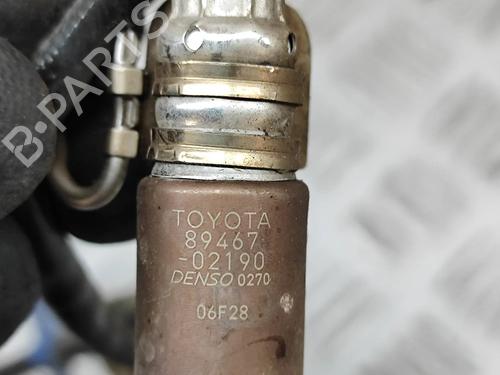 B-PARTS
TOYOTA
89467
-02190
DENSO 0270
06F28